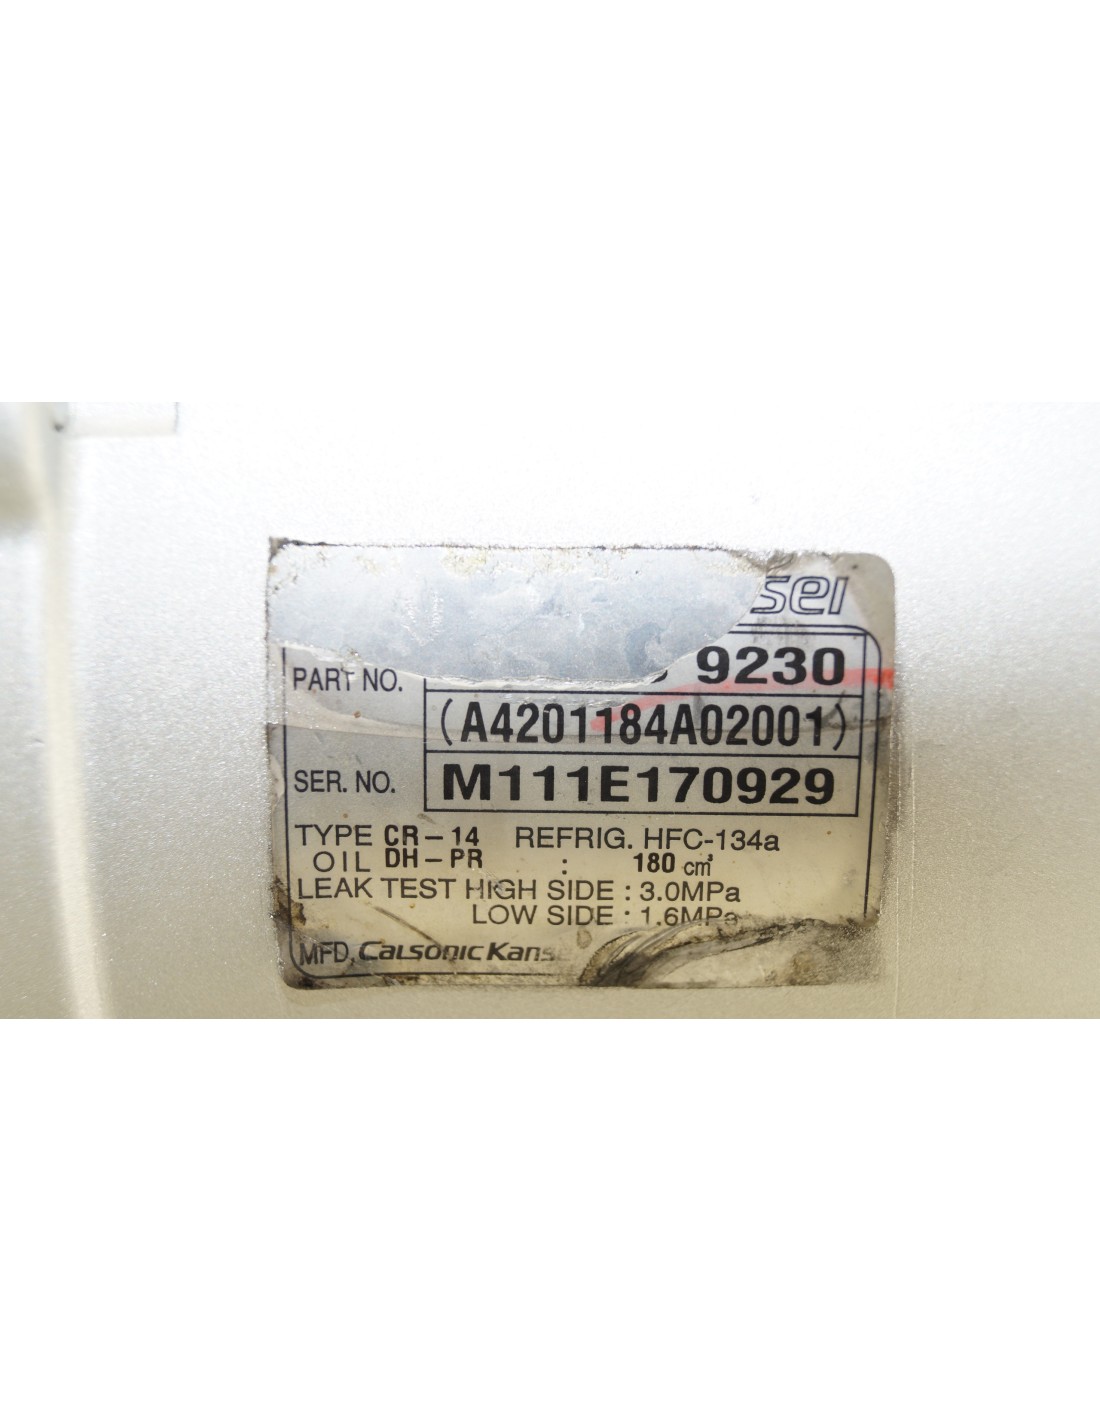 sei
PART NO. 9230
(A4201184A02001)
SER. NO. M111E170929
TYPE CR-14 REFRIG. HFC-134a
OIL DH-PR : 180 cm³
LEAK TEST HIGH SIDE : 3.0MPa
LOW SIDE : 1.6MPa
MFD. CALSONIC KANSE